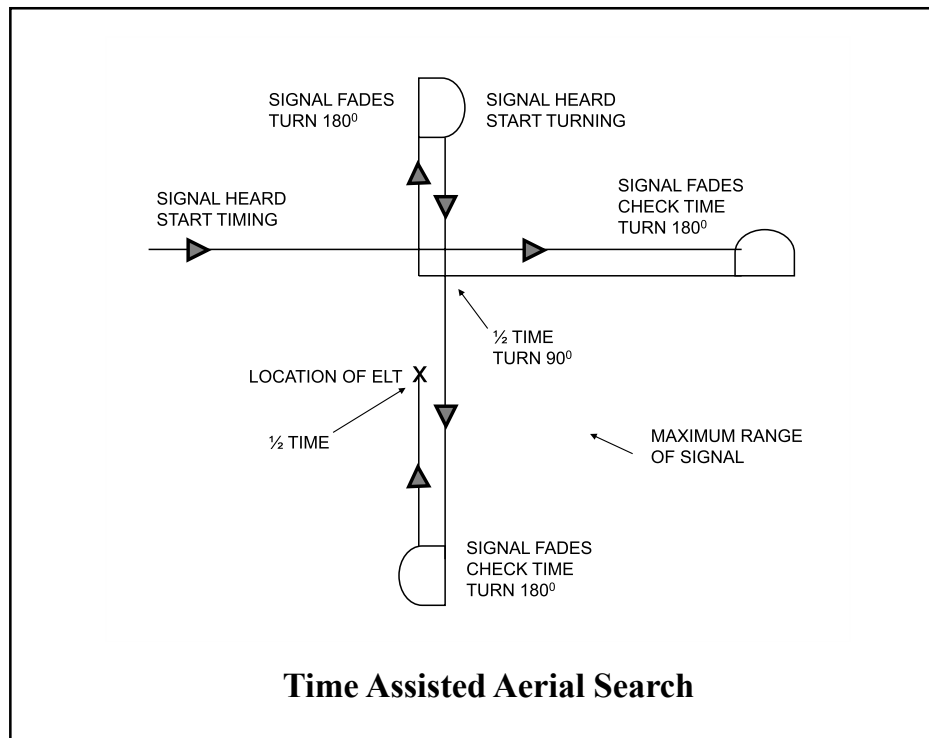 SIGNAL FADES
TURN 180⁰
SIGNAL HEARD
START TURNING
SIGNAL HEARD
START TIMING
SIGNAL FADES
CHECK TIME
TURN 180⁰
½ TIME
TURN 90⁰
LOCATION OF ELT X
½ TIME
MAXIMUM RANGE
OF SIGNAL
SIGNAL FADES
CHECK TIME
TURN 180⁰
Time Assisted Aerial Search